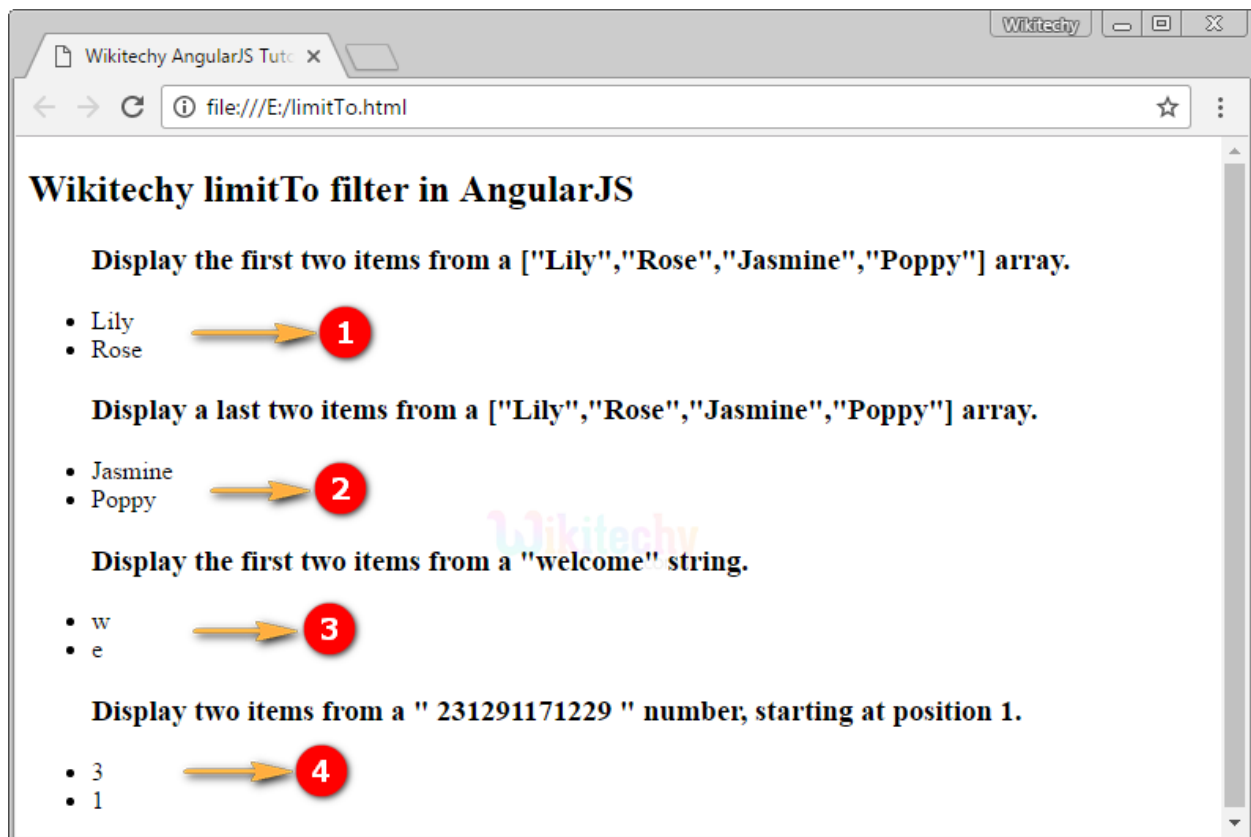 Wikitechy
Wikitechy AngularJS Tuto
file:///E:/limitTo.html
Wikitechy limitTo filter in AngularJS
Display the first two items from a ["Lily","Rose","Jasmine","Poppy"] array.
• Lily
1
• Rose
Display a last two items from a ["Lily","Rose","Jasmine","Poppy"] array.
• Jasmine
2
• Poppy
Wikitechy
.com
Display the first two items from a "welcome" string.
• w
3
• e
Display two items from a " 231291171229 " number, starting at position 1.
• 3
4
• 1